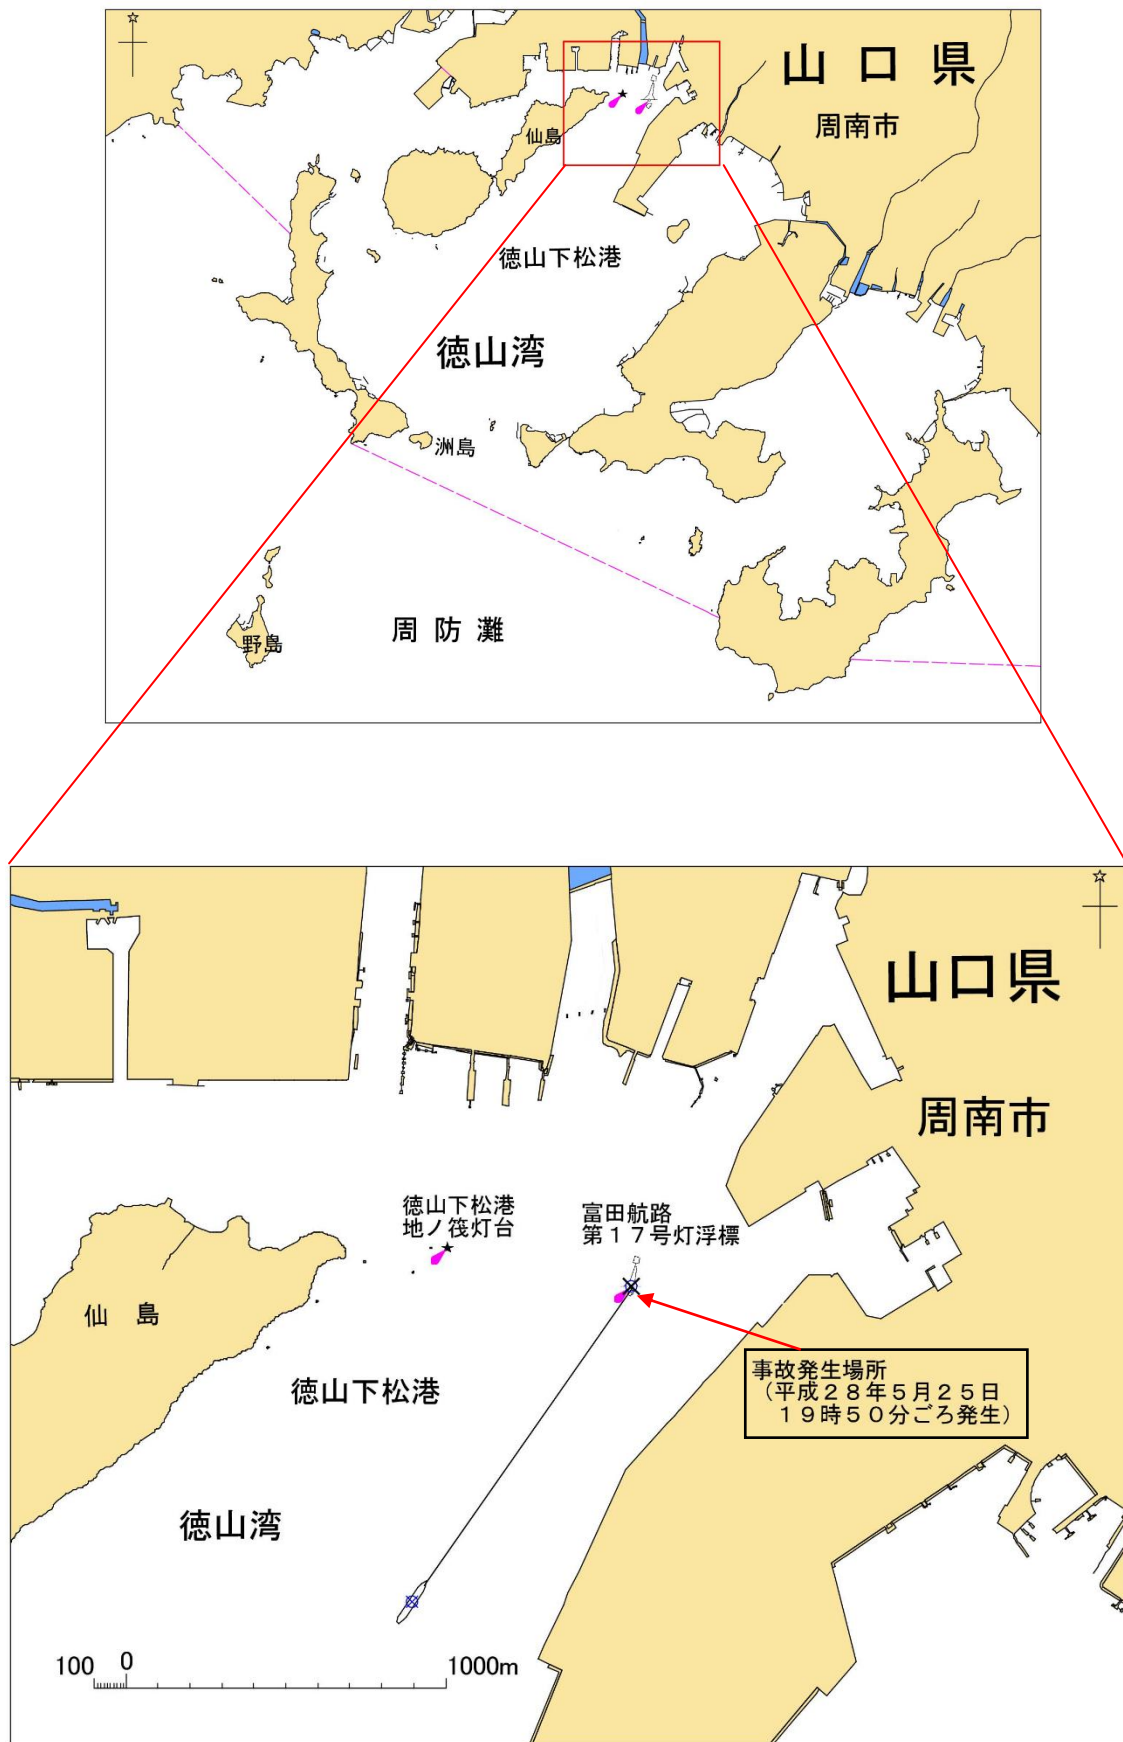 山口県
周南市
仙島
徳山下松港
徳山湾
洲島
野島
周防灘
山口県
周南市
徳山下松港
地ノ筏灯台
富田航路
第１７号灯浮標
仙島
事故発生場所
（平成２８年５月２５日
１９時５０分ごろ発生）
徳山下松港
徳山湾
100 0 1000m